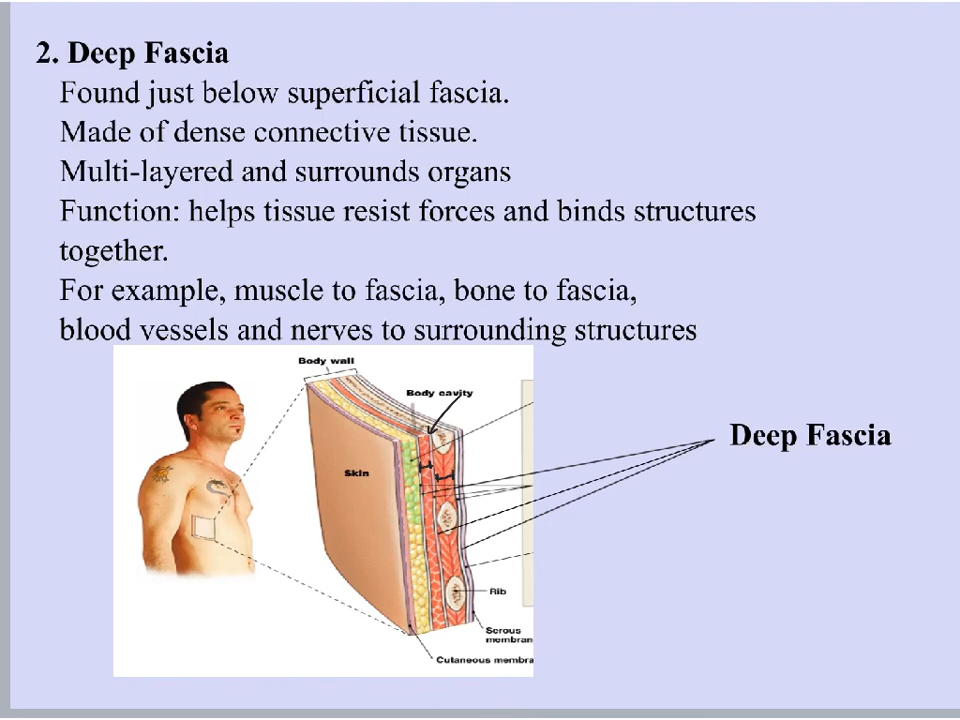 2. Deep Fascia
Found just below superficial fascia.
Made of dense connective tissue.
Multi-layered and surrounds organs
Function: helps tissue resist forces and binds structures
together.
For example, muscle to fascia, bone to fascia,
blood vessels and nerves to surrounding structures
Body wall
Body cavity
Skin
Deep Fascia
Rib
Serous
membran
Cutaneous membra